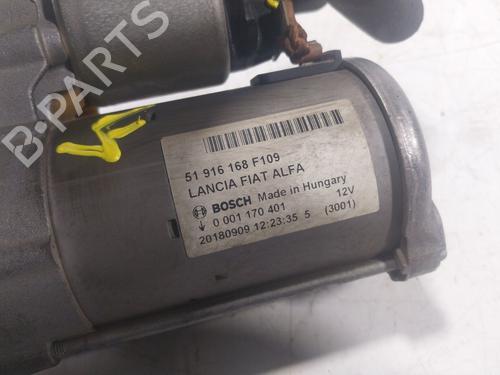 B-PARTS
51 916 168 F109
LANCIA FIAT ALFA
BOSCH Made in Hungary
0 001 170 401 12V
20180909 12:23:35 5 (3001)